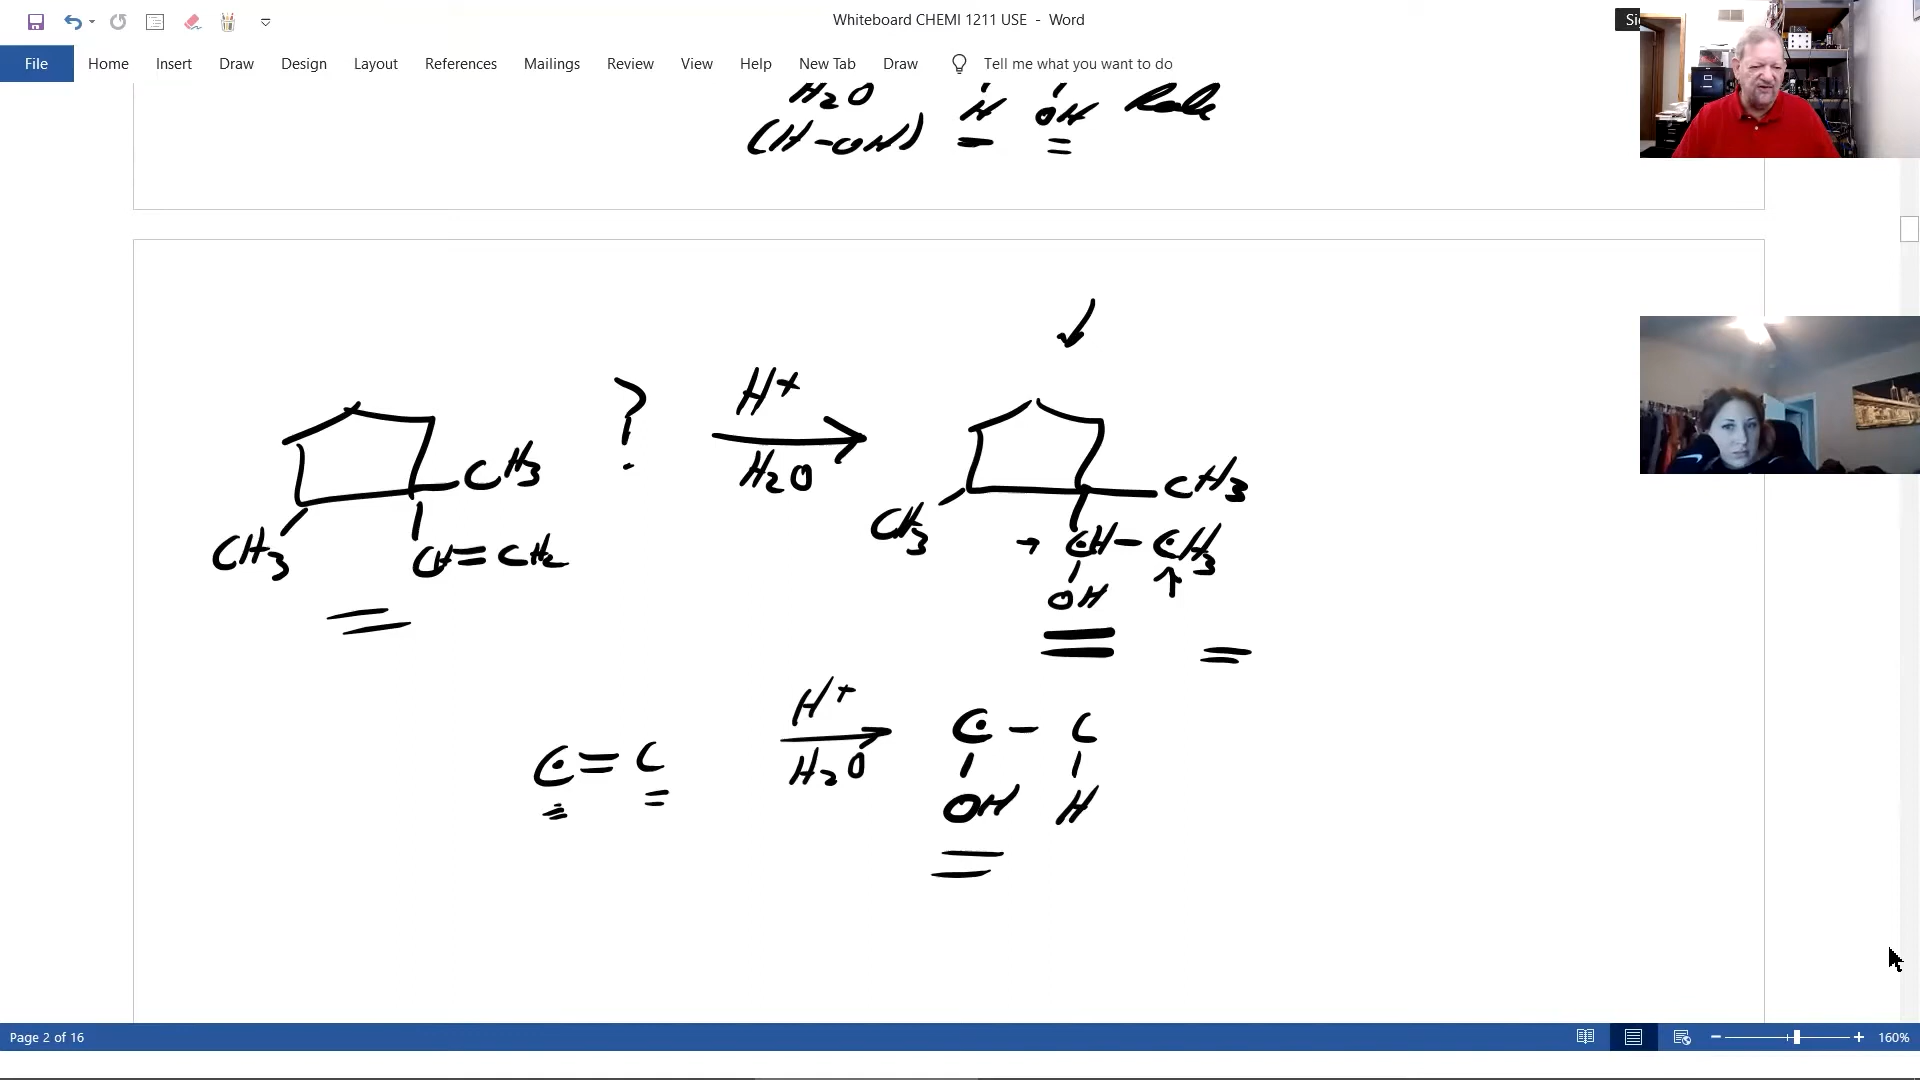 Whiteboard CHEMI 1211 USE - Word
File Home Insert Draw Design Layout References Mailings Review View Help New Tab Draw Tell me what you want to do
H2O H OH Rule
(H-OH)
? H+
CH3 H2O CH3
CH3 CH=CH2 CH3 CH-CH3
OH
H+
C=C H2O C-C
OH H
Page 2 of 16 160%